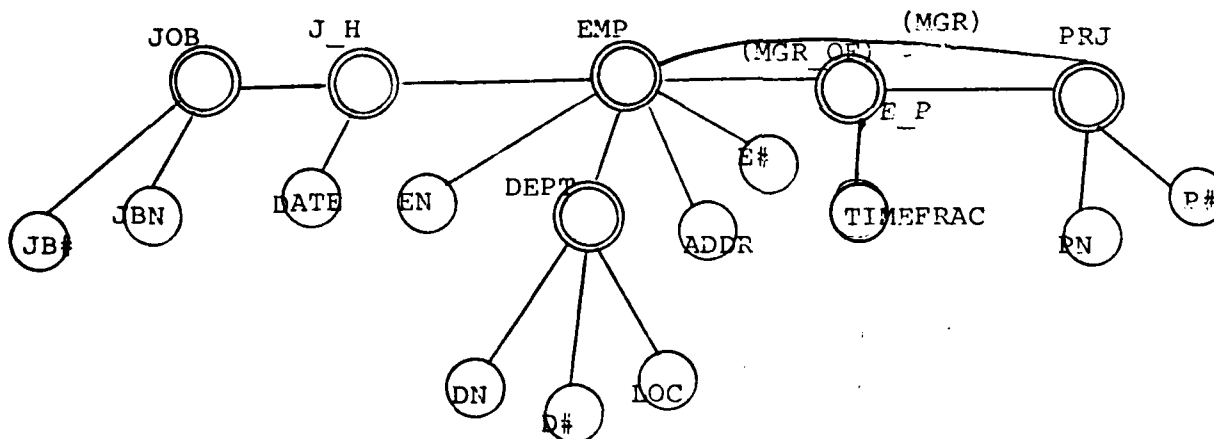 (MGR)
J_H
EMP
JOB
PRJ
(MGR_OF)
E_P
E#
DEPT
JB#
JBN
DATE
EN
ADDR
TIMEFRAC
PN
P#
DN
D#
LOC